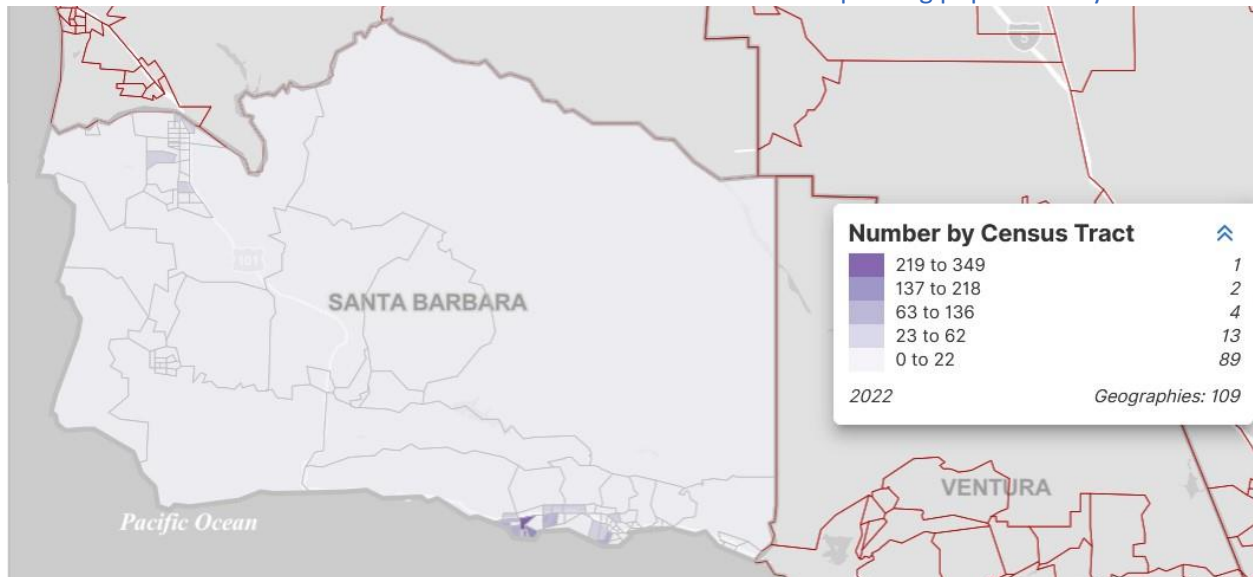 5
101
SANTA BARBARA
Pacific Ocean
VENTURA
Number by Census Tract
219 to 349 1
137 to 218 2
63 to 136 4
23 to 62 13
0 to 22 89
2022 Geographies: 109